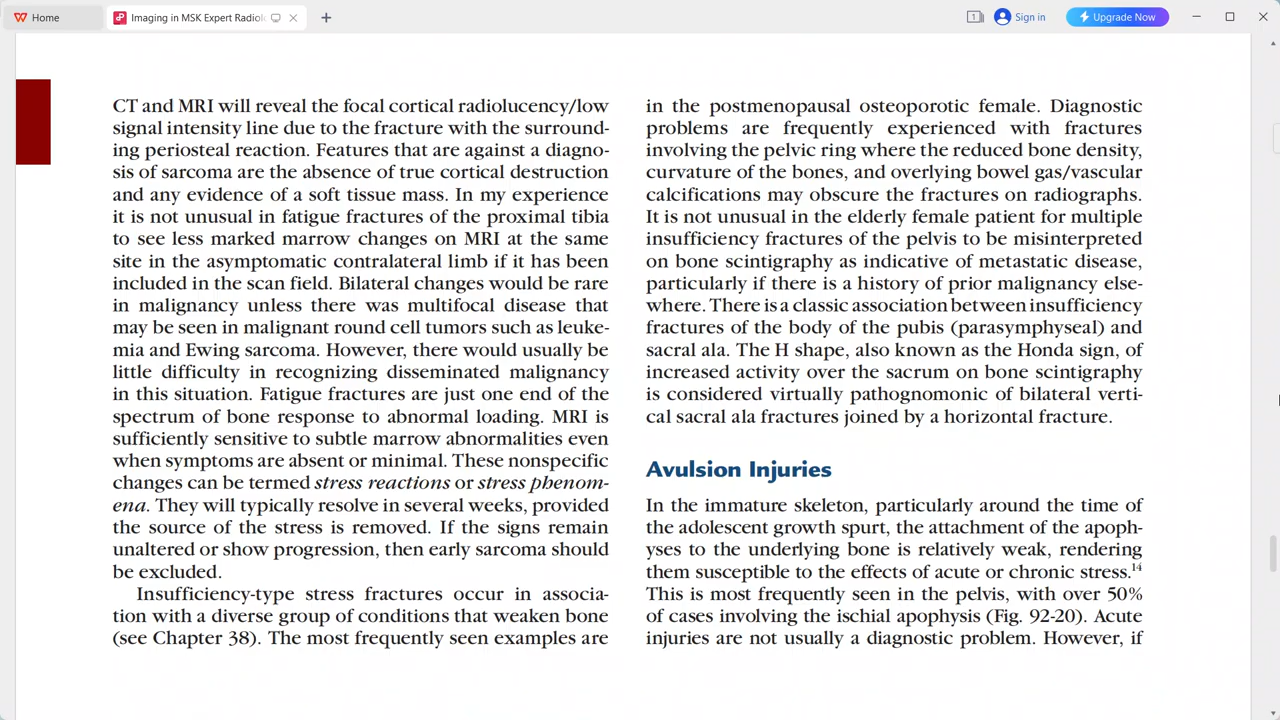 Home
Imaging in MSK Expert Radiol
Sign in
Upgrade Now
CT and MRI will reveal the focal cortical radiolucency/low
signal intensity line due to the fracture with the surround-
ing periosteal reaction. Features that are against a diagno-
sis of sarcoma are the absence of true cortical destruction
and any evidence of a soft tissue mass. In my experience
it is not unusual in fatigue fractures of the proximal tibia
to see less marked marrow changes on MRI at the same
site in the asymptomatic contralateral limb if it has been
included in the scan field. Bilateral changes would be rare
in malignancy unless there was multifocal disease that
may be seen in malignant round cell tumors such as leuke-
mia and Ewing sarcoma. However, there would usually be
little difficulty in recognizing disseminated malignancy
in this situation. Fatigue fractures are just one end of the
spectrum of bone response to abnormal loading. MRI is
sufficiently sensitive to subtle marrow abnormalities even
when symptoms are absent or minimal. These nonspecific
changes can be termed stress reactions or stress phenom-
ena. They will typically resolve in several weeks, provided
the source of the stress is removed. If the signs remain
unaltered or show progression, then early sarcoma should
be excluded.
Insufficiency-type stress fractures occur in associa-
tion with a diverse group of conditions that weaken bone
(see Chapter 38). The most frequently seen examples are
in the postmenopausal osteoporotic female. Diagnostic
problems are frequently experienced with fractures
involving the pelvic ring where the reduced bone density,
curvature of the bones, and overlying bowel gas/vascular
calcifications may obscure the fractures on radiographs.
It is not unusual in the elderly female patient for multiple
insufficiency fractures of the pelvis to be misinterpreted
on bone scintigraphy as indicative of metastatic disease,
particularly if there is a history of prior malignancy else-
where. There is a classic association between insufficiency
fractures of the body of the pubis (parasymphyseal) and
sacral ala. The H shape, also known as the Honda sign, of
increased activity over the sacrum on bone scintigraphy
is considered virtually pathognomonic of bilateral verti-
cal sacral ala fractures joined by a horizontal fracture.
Avulsion Injuries
In the immature skeleton, particularly around the time of
the adolescent growth spurt, the attachment of the apoph-
yses to the underlying bone is relatively weak, rendering
them susceptible to the effects of acute or chronic stress.14
This is most frequently seen in the pelvis, with over 50%
of cases involving the ischial apophysis (Fig. 92-20). Acute
injuries are not usually a diagnostic problem. However, if